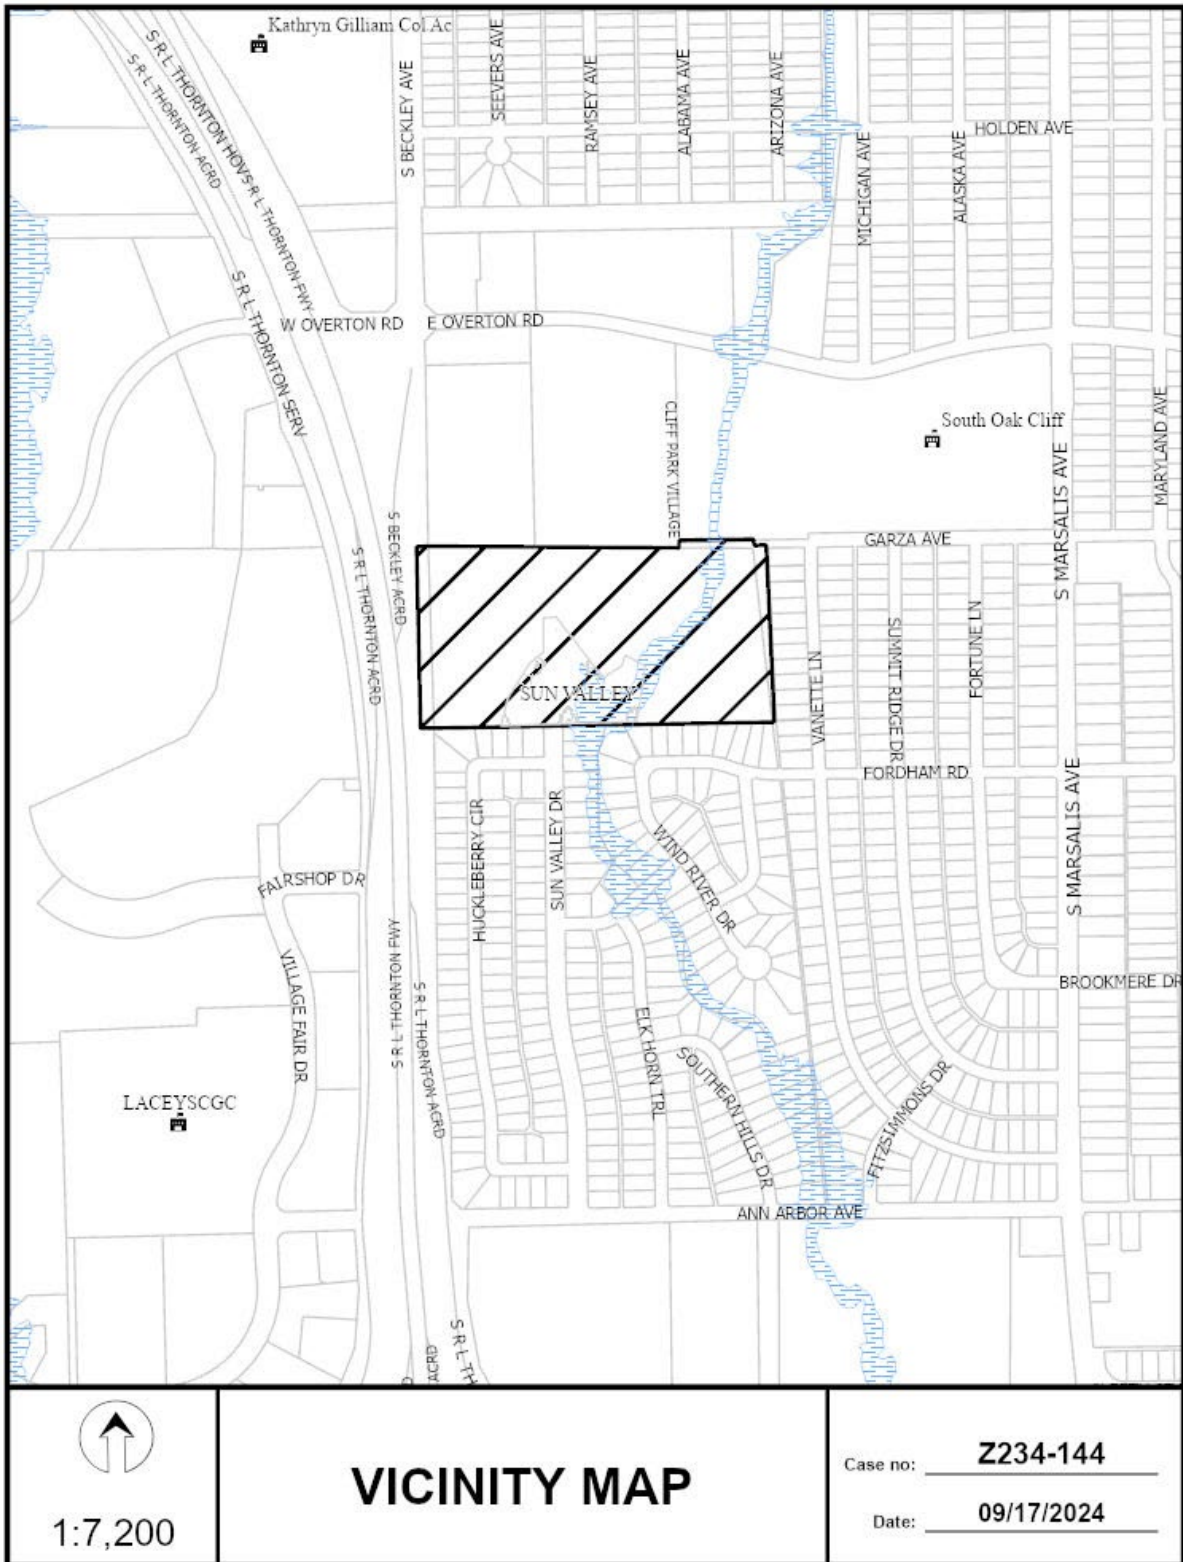 Kathryn Gilliam Col.Ac
S R L THORNTON HOV
S R L THORNTON ACRD
S R L THORNTON FWY
S BECKLEY AVE
SEEVERS AVE
RAMSEY AVE
ALABAMA AVE
ARIZONA AVE
HOLDEN AVE
MICHIGAN AVE
ALASKA AVE
S R L THORNTON SERV
W OVERTON RD
E OVERTON RD
CLIFF PARK VILLAGE
South Oak Cliff
MARYLAND AVE
S MARSALIS AVE
S BECKLEY ACRD
S R L THORNTON ACRD
GARZA AVE
SUN VALLEY
VANETTE LN
SUMMIT RIDGE DR
FORTUNE LN
FORDHAM RD
S MARSALIS AVE
HUCKLEBERRY CIR
SUN VALLEY DR
WIND RIVER DR
FAIRSHOP DR
VILLAGE FAIR DR
S R L THORNTON FWY
S R L THORNTON ACRD
BROOKMERE DR
ELK HORN TRL
SOUTHERN HILLS DR
FITZSIMMONS DR
LACEYSCGC
ANN ARBOR AVE
ACRD
S R L TH
1:7,200
VICINITY MAP
Case no: Z234-144
Date: 09/17/2024